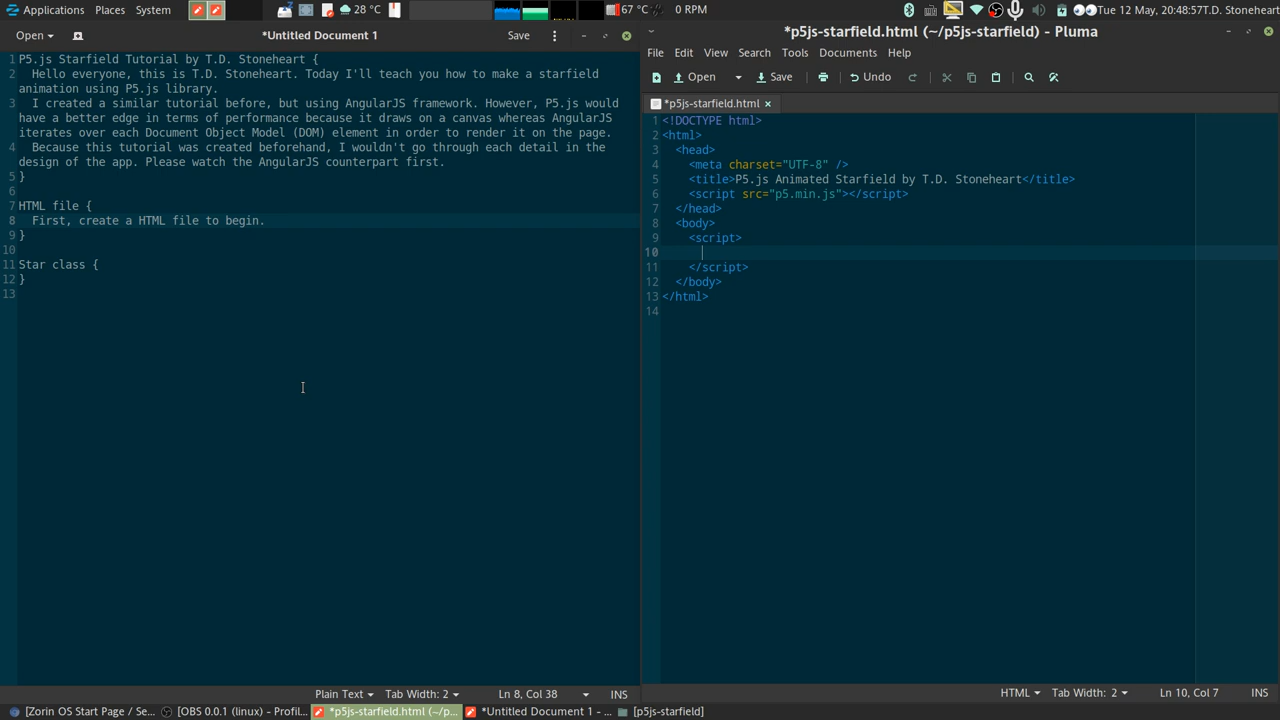 Applications Places System 28 °C 67 °C 0 RPM Tue 12 May, 20:48:57 T.D. Stoneheart
Open *Untitled Document 1 Save
1 P5.js Starfield Tutorial by T.D. Stoneheart {
2 Hello everyone, this is T.D. Stoneheart. Today I'll teach you how to make a starfield
animation using P5.js library.
3 I created a similar tutorial before, but using AngularJS framework. However, P5.js would
have a better edge in terms of performance because it draws on a canvas whereas AngularJS
iterates over each Document Object Model (DOM) element in order to render it on the page.
4 Because this tutorial was created beforehand, I wouldn't go through each detail in the
design of the app. Please watch the AngularJS counterpart first.
5 }
6
7 HTML file {
8 First, create a HTML file to begin.
9 }
10
11 Star class {
12 }
13
Plain Text Tab Width: 2 Ln 8, Col 38 INS
*p5js-starfield.html (~/p5js-starfield) - Pluma
File Edit View Search Tools Documents Help
Open Save Undo
*p5js-starfield.html ×
1 <!DOCTYPE html>
2 <html>
3 <head>
4 <meta charset="UTF-8" />
5 <title>P5.js Animated Starfield by T.D. Stoneheart</title>
6 <script src="p5.min.js"></script>
7 </head>
8 <body>
9 <script>
10
11 </script>
12 </body>
13 </html>
14
HTML Tab Width: 2 Ln 10, Col 7 INS
[Zorin OS Start Page / Se... [OBS 0.0.1 (linux) - Profil... *p5js-starfield.html (~/p... *Untitled Document 1 - ... [p5js-starfield]